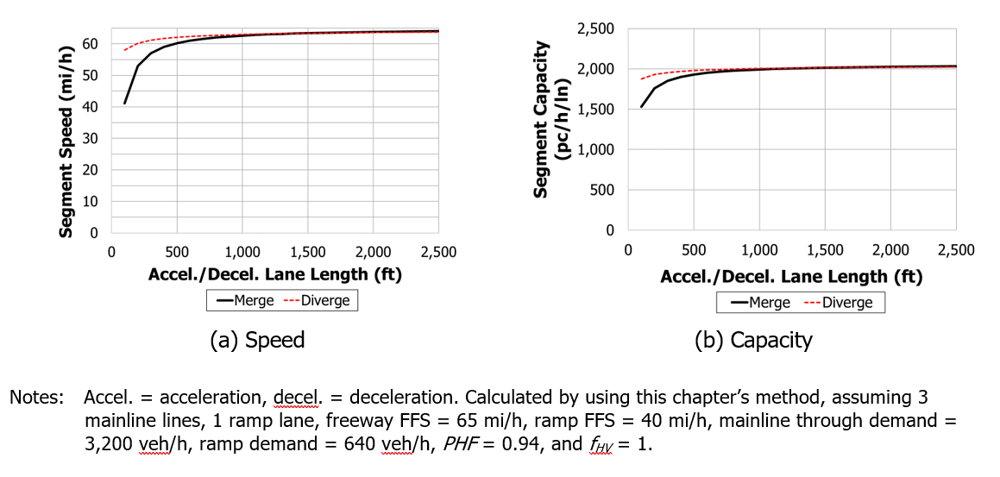 Segment Speed (mi/h)
60
50
40
30
20
10
0
0 500 1,000 1,500 2,000 2,500
Accel./Decel. Lane Length (ft)
Merge Diverge
(a) Speed
Segment Capacity
(pc/h/ln)
2,500
2,000
1,500
1,000
500
0
0 500 1,000 1,500 2,000 2,500
Accel./Decel. Lane Length (ft)
Merge Diverge
(b) Capacity
Notes: Accel. = acceleration, decel. = deceleration. Calculated by using this chapter’s method, assuming 3
mainline lines, 1 ramp lane, freeway FFS = 65 mi/h, ramp FFS = 40 mi/h, mainline through demand =
3,200 veh/h, ramp demand = 640 veh/h, PHF = 0.94, and fHV = 1.